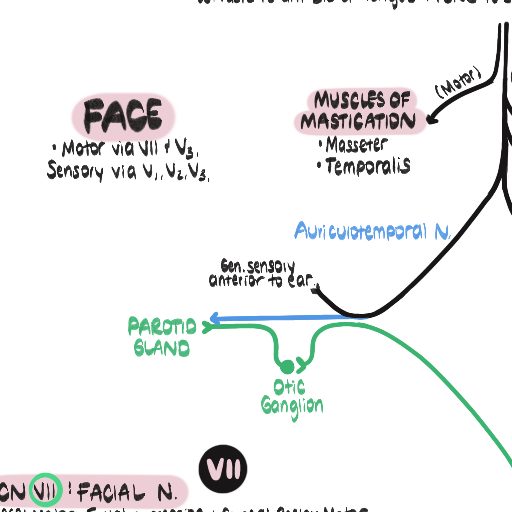 FACE
• Motor via VII & V3,
Sensory via V1, V2, V3,
(Motor)
MUSCLES OF
MASTICATION
• Masseter
• Temporalis
Auriculotemporal N.
Gen. sensory
anterior to ear.
PAROTID
GLAND
Otic
Ganglion
VII
CN VII : FACIAL N.